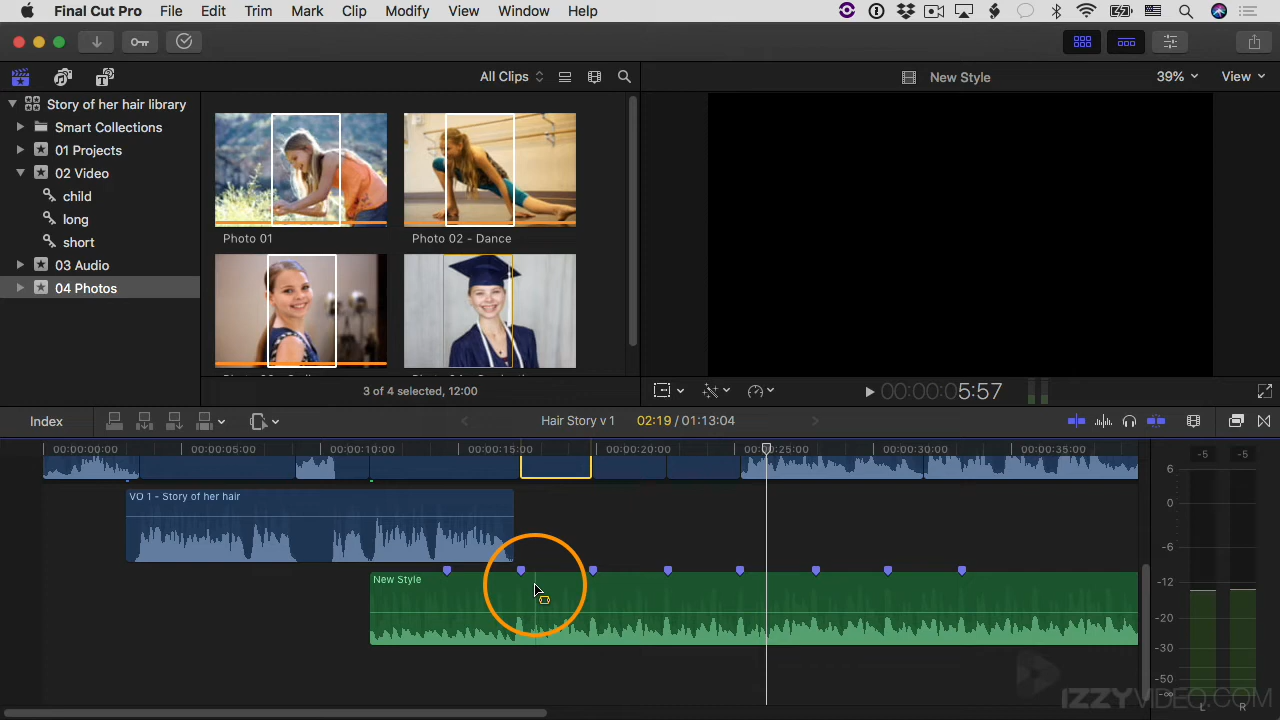 Final Cut Pro File Edit Trim Mark Clip Modify View Window Help
All Clips New Style 39% View
Story of her hair library
Smart Collections
01 Projects
02 Video
child
long
short
03 Audio
04 Photos
Photo 01 Photo 02 - Dance
3 of 4 selected, 12:00
00:00:00:05:57
Index Hair Story v 1 02:19 / 01:13:04
00:00:00:00 00:00:05:00 00:00:10:00 00:00:15:00 00:00:20:00 00:00:25:00 00:00:30:00 00:00:35:00
VO 1 - Story of her hair
New Style
-5 -5
6
0
-6
-12
-20
-30
-50
-∞
L R
IZZYVIDEO.COM